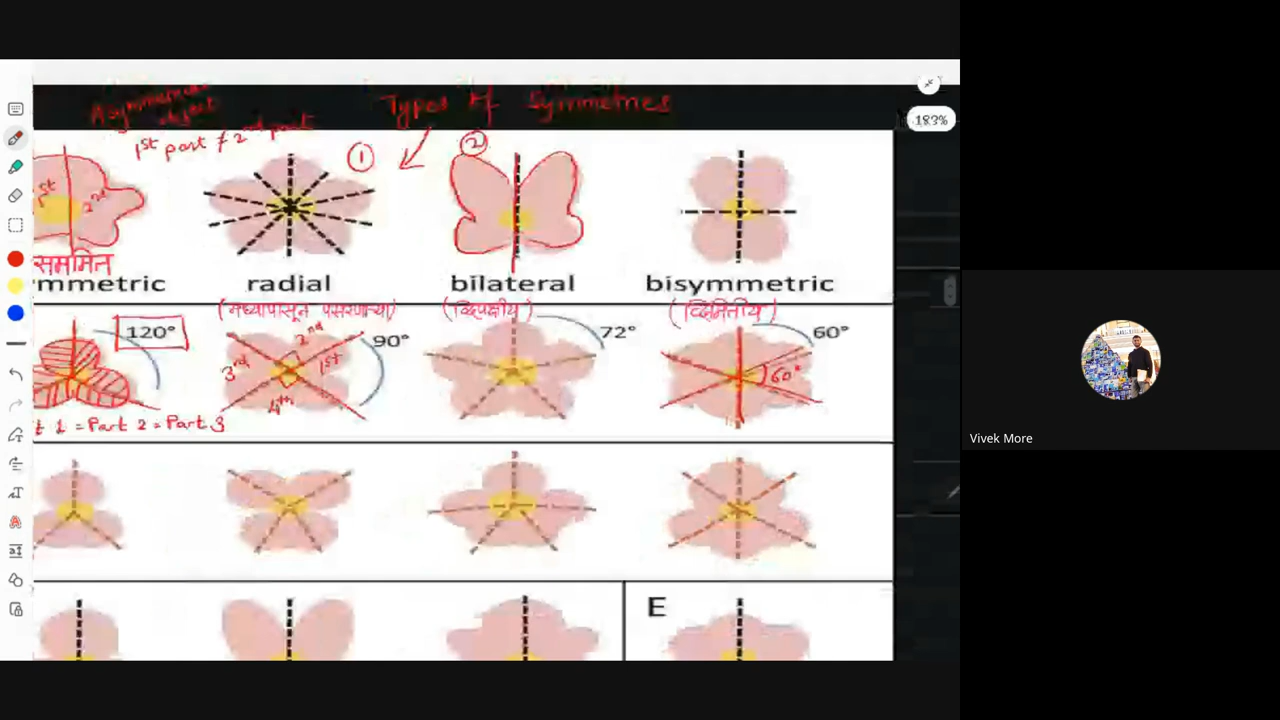 Asymmetrical
object
Types of Symmetries
1st part ≠ 2nd part
183%
1
2
1st
2nd
सममित
mmetric
radial
bilateral
bisymmetric
(मध्यापासून पसरणाऱ्या)
(द्विपक्षीय)
(द्विमितीय)
120°
90°
72°
60°
2nd
1st
3rd
4th
60°
t 1 = Part 2 = Part 3
E
Vivek More